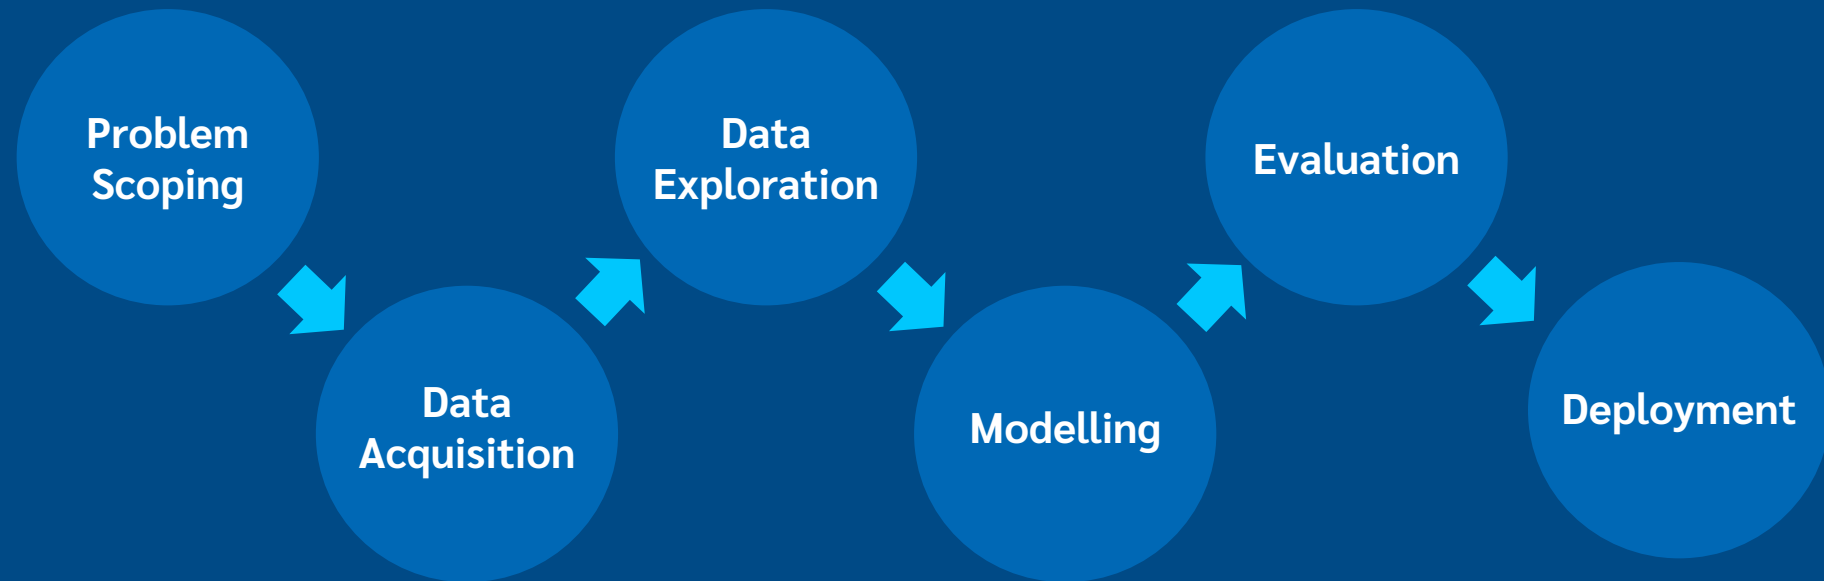 Problem
Scoping
Data
Acquisition
Data
Exploration
Modelling
Evaluation
Deployment